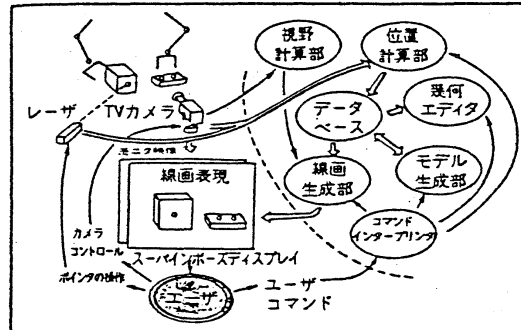 視野
計算部
位置
計算部
レーザ
TVカメラ
データ
ベース
幾何
エディタ
モニタ映像
線画表現
線画
生成部
モデル
生成部
コマンド
インタープリンタ
カメラ
コントロール
スーパインポーズディスプレイ
ポインタの操作
ユーザ
ユーザ
コマンド